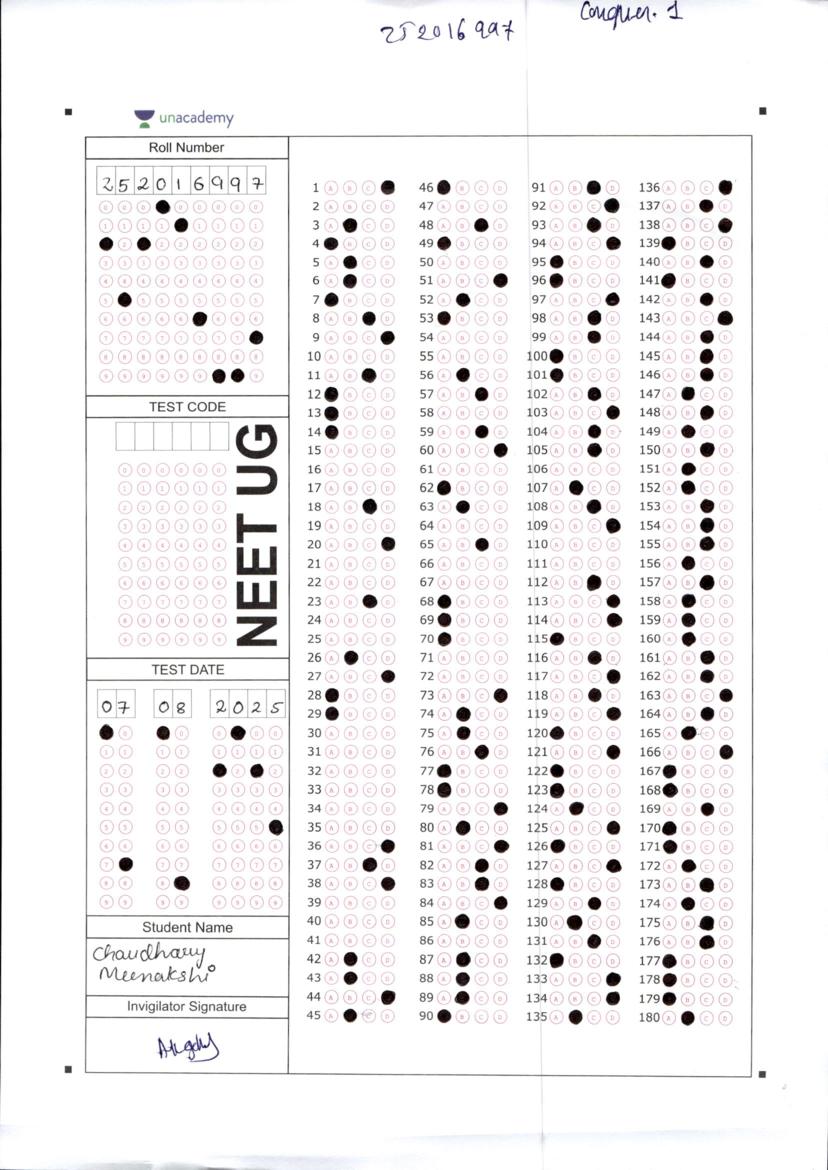 252016997
Conquer. 1
unacademy
Roll Number
2 5 2 0 1 6 9 9 7
TEST CODE
NEET UG
TEST DATE
07 08 2025
Student Name
Chaudhary
Meenakshi
Invigilator Signature
1 A B C 46 B C D 91 A B D 136 A B C
2 A B C D 47 A B C D 92 A B C 137 A B D
3 A C D 48 A B D 93 A B D 138 A B C
4 B C D 49 B C D 94 A B C 139 B C D
5 A C D 50 A B C D 95 B C D 140 A B D
6 A C D 51 A B C 96 B C D 141 B C D
7 B C D 52 A C D 97 A B C 142 A B D
8 A B D 53 B C D 98 A B D 143 A B C
9 A B C 54 A B C D 99 A B D 144 A B D
10 A B C D 55 A B C D 100 B C D 145 A B D
11 A B D 56 A C D 101 B C D 146 A B D
12 B C D 57 A B D 102 A B D 147 A C D
13 B C D 58 A B C D 103 A B C 148 A B D
14 B C D 59 A B D 104 A B D 149 A C D
15 A B C D 60 A B C 105 A B D 150 A B D
16 A B C D 61 A B C D 106 A B C D 151 A C D
17 A B C D 62 B C D 107 A C D 152 A C D
18 A B D 63 A C D 108 A B D 153 A B D
19 A B C D 64 A B C D 109 A B C 154 A B D
20 A B C 65 A B D 110 A B C D 155 A B D
21 A B C D 66 A B C D 111 A B C D 156 A C D
22 A B C D 67 A B C D 112 A B D 157 A B D
23 A B D 68 B C D 113 A B C 158 A C D
24 A B C D 69 B C D 114 A B C 159 A C D
25 A B C D 70 B C D 115 B C D 160 A C D
26 A C D 71 A B C D 116 A B D 161 A B D
27 A B C 72 A B C D 117 A B C 162 A B D
28 B C D 73 A B C 118 A B D 163 A B C
29 B C D 74 A C D 119 A B C 164 A B D
30 A B C D 75 A C D 120 B C D 165 A C D
31 A B C D 76 A B D 121 A B C 166 A B C
32 A B C D 77 B C D 122 B C D 167 B C D
33 A B C D 78 B C D 123 B C D 168 B C D
34 A B C D 79 A B C 124 A C D 169 A B D
35 A B C D 80 A C D 125 A B C 170 B C D
36 A B C 81 A B C 126 B C D 171 B C D
37 A B D 82 A B D 127 A B C 172 A C D
38 A B C 83 A B D 128 B C D 173 A B D
39 A B C D 84 A B C 129 A B D 174 A C D
40 A B C D 85 A C D 130 A C D 175 A B D
41 A B C D 86 A B C D 131 A B D 176 A B D
42 A C D 87 A C D 132 B C D 177 B C D
43 A C D 88 A C D 133 A B C 178 B C D
44 A B C 89 A C D 134 A B C 179 B C D
45 A C D 90 B C D 135 A C D 180 A C D